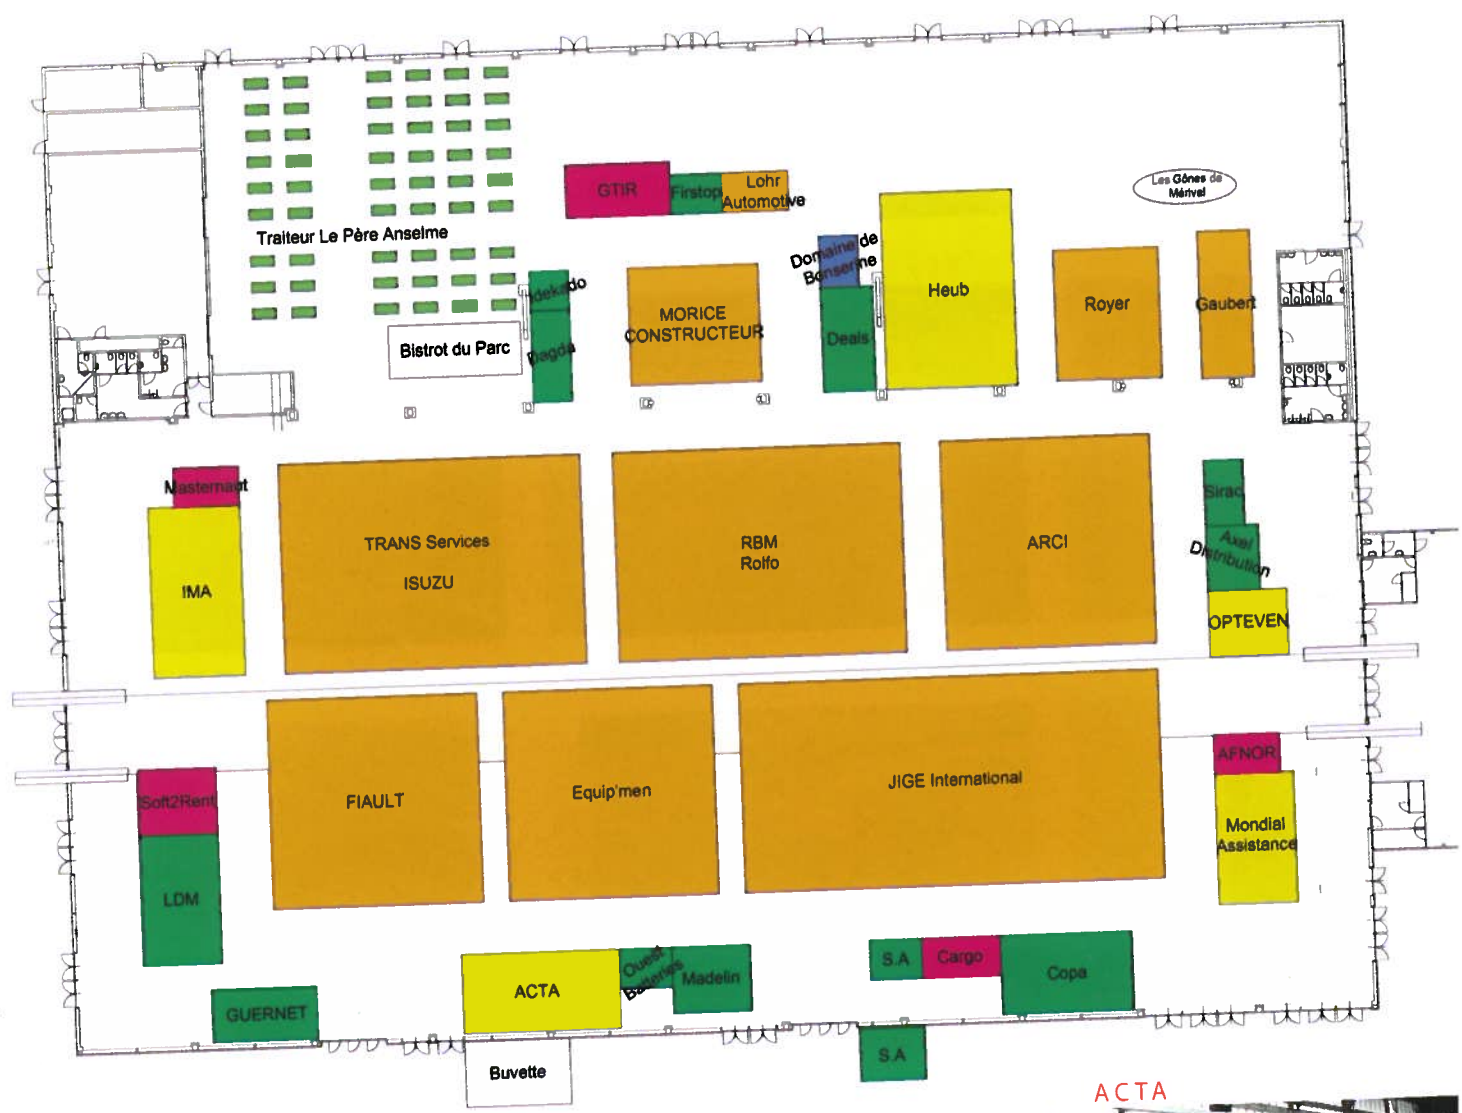 Les Gônes de
Mérivel
GTIR
Firstop
Lohr
Automotive
Traiteur Le Père Anselme
Domaine de
Bonserine
Heub
Royer
Gaubert
MORICE
CONSTRUCTEUR
Deals
Bistrot du Parc
Dagda
Masternaut
TRANS Services
ISUZU
RBM
Rolfo
ARCI
Sirac
Axel
Distribution
IMA
OPTEVEN
AFNOR
Soft2Rent
FIAULT
Equip'men
JIGE International
Mondial
Assistance
LDM
S.A
Cargo
Copa
Ouest
Batteries
Madelin
ACTA
GUERNET
S.A
Buvette
ACTA